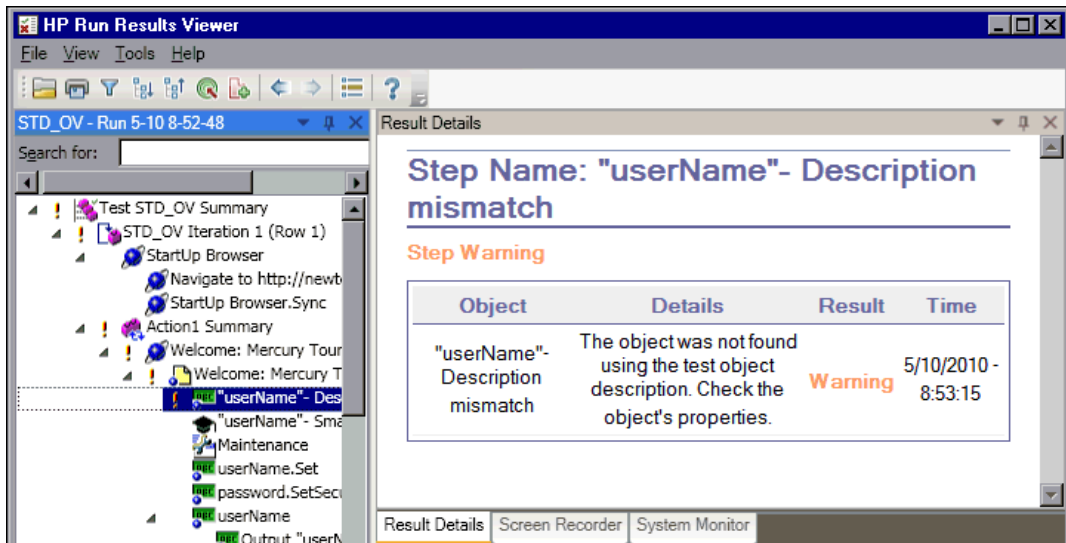 HP Run Results Viewer
File View Tools Help
STD_OV - Run 5-10 8-52-48
Search for:
Test STD_OV Summary
STD_OV Iteration 1 (Row 1)
StartUp Browser
Navigate to http://newt
StartUp Browser.Sync
Action1 Summary
Welcome: Mercury Tour
Welcome: Mercury T
"userName"- Des
"userName"- Sma
Maintenance
userName.Set
password.SetSecu
userName
Output "userN
Result Details
Step Name: "userName"- Description
mismatch
Step Warning
Object Details Result Time
"userName"-
Description
mismatch
The object was not found
using the test object
description. Check the
object's properties.
Warning
5/10/2010 -
8:53:15
Result Details Screen Recorder System Monitor